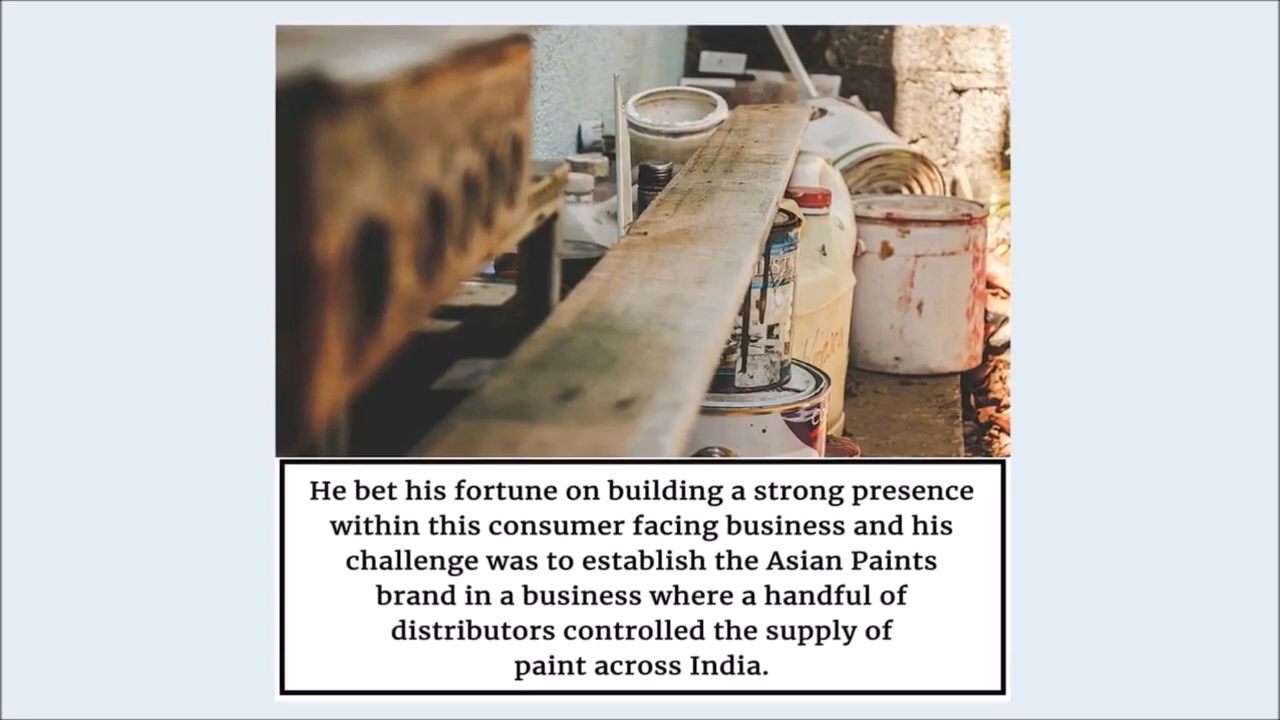 He bet his fortune on building a strong presence
within this consumer facing business and his
challenge was to establish the Asian Paints
brand in a business where a handful of
distributors controlled the supply of
paint across India.